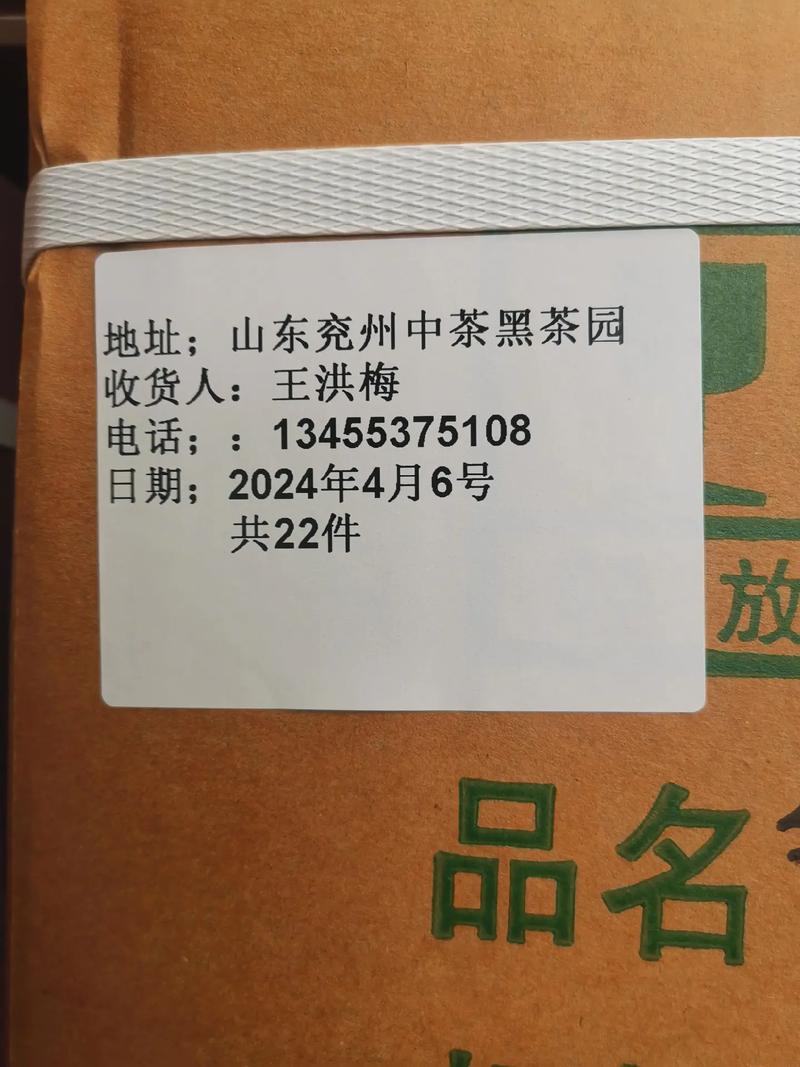 地址；山东兖州中茶黑茶园
收货人：王洪梅
电话；：13455375108
日期；2024年4月6号
共22件
放
品名